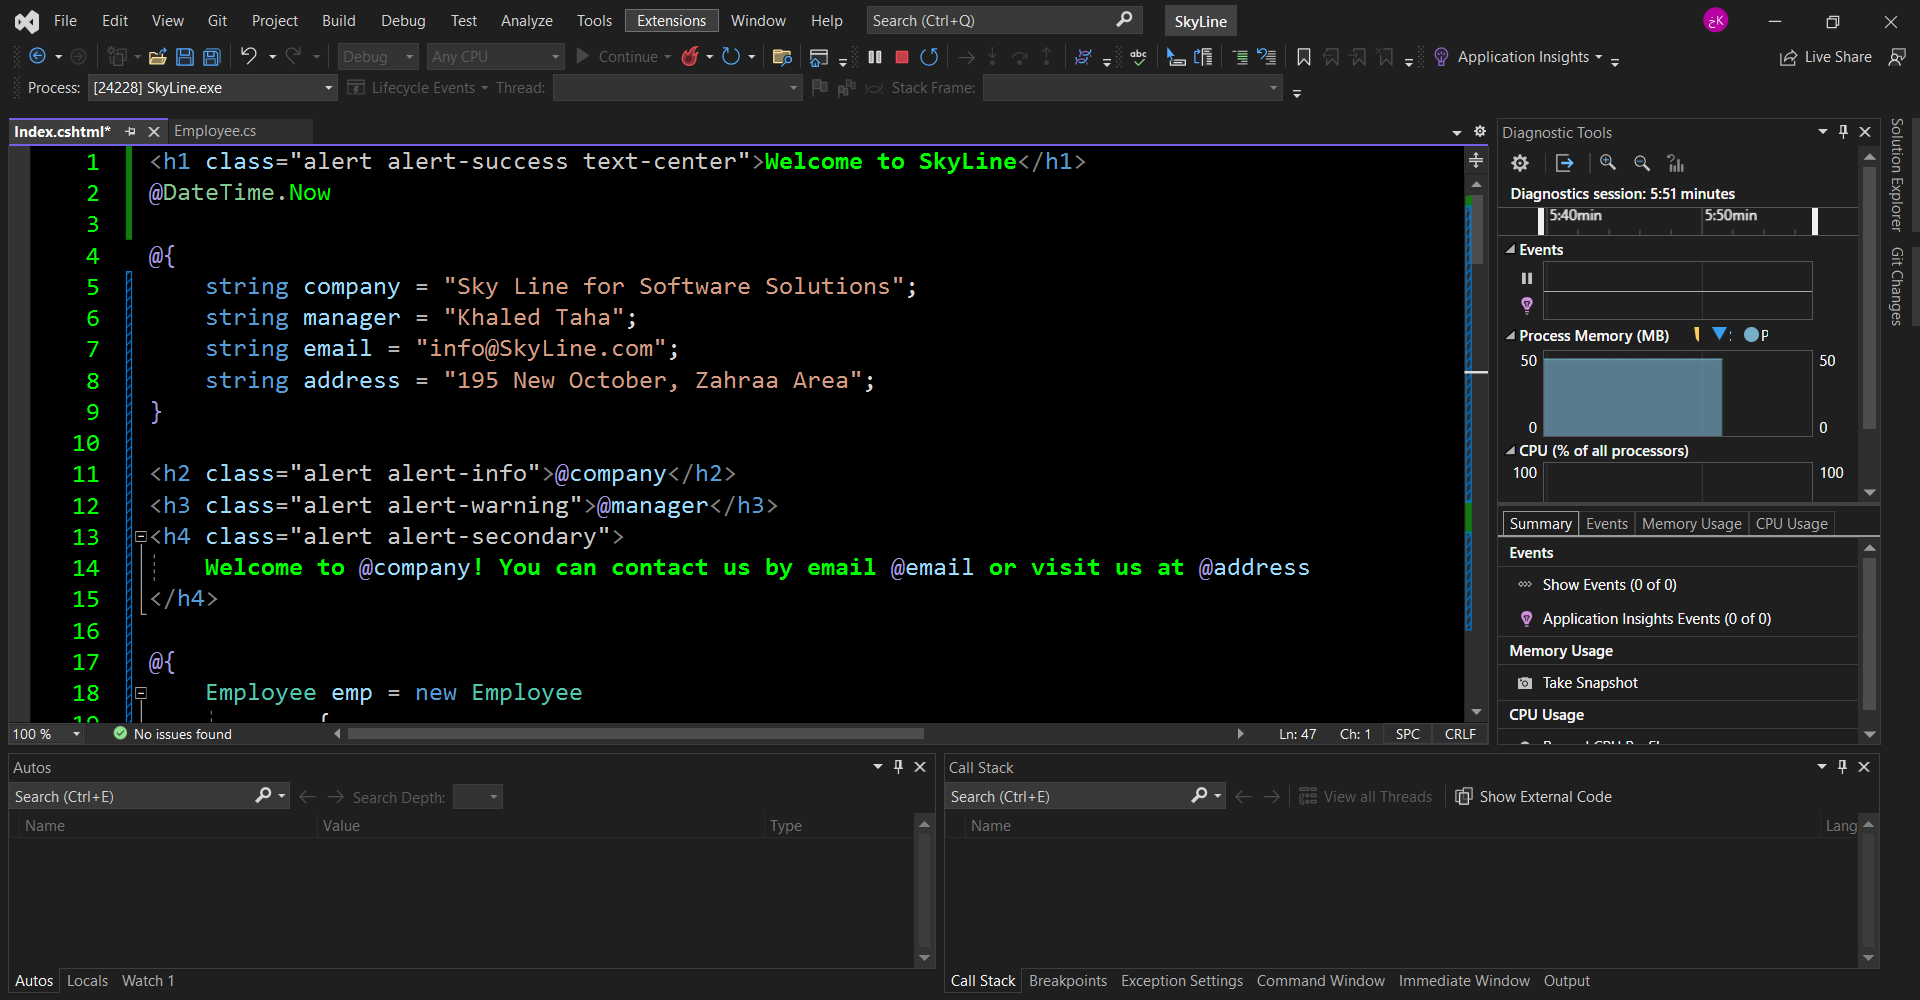 File Edit View Git Project Build Debug Test Analyze Tools Extensions Window Help Search (Ctrl+Q) SkyLine خK
Debug Any CPU Continue Application Insights Live Share
Process: [24228] SkyLine.exe Lifecycle Events Thread: Stack Frame:
Index.cshtml* Employee.cs
1 <h1 class="alert alert-success text-center">Welcome to SkyLine</h1>
2 @DateTime.Now
3
4 @{
5 string company = "Sky Line for Software Solutions";
6 string manager = "Khaled Taha";
7 string email = "info@SkyLine.com";
8 string address = "195 New October, Zahraa Area";
9 }
10
11 <h2 class="alert alert-info">@company</h2>
12 <h3 class="alert alert-warning">@manager</h3>
13 <h4 class="alert alert-secondary">
14 Welcome to @company! You can contact us by email @email or visit us at @address
15 </h4>
16
17 @{
18 Employee emp = new Employee
19 {
100 % No issues found Ln: 47 Ch: 1 SPC CRLF
Diagnostic Tools
Diagnostics session: 5:51 minutes
5:40min 5:50min
Events
Process Memory (MB) P
50 50
0 0
CPU (% of all processors)
100 100
Summary Events Memory Usage CPU Usage
Events
Show Events (0 of 0)
Application Insights Events (0 of 0)
Memory Usage
Take Snapshot
CPU Usage
Solution Explorer
Git Changes
Autos
Search (Ctrl+E) Search Depth:
Name Value Type
Autos Locals Watch 1
Call Stack
Search (Ctrl+E) View all Threads Show External Code
Name Lang
Call Stack Breakpoints Exception Settings Command Window Immediate Window Output